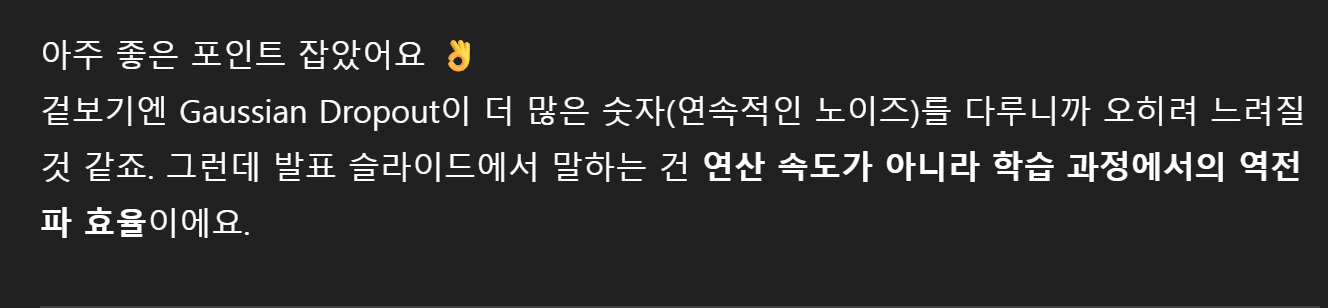 아주 좋은 포인트 잡았어요 👌
겉보기엔 Gaussian Dropout이 더 많은 숫자(연속적인 노이즈)를 다루니까 오히려 느려질
것 같죠. 그런데 발표 슬라이드에서 말하는 건 연산 속도가 아니라 학습 과정에서의 역전
파 효율이에요.